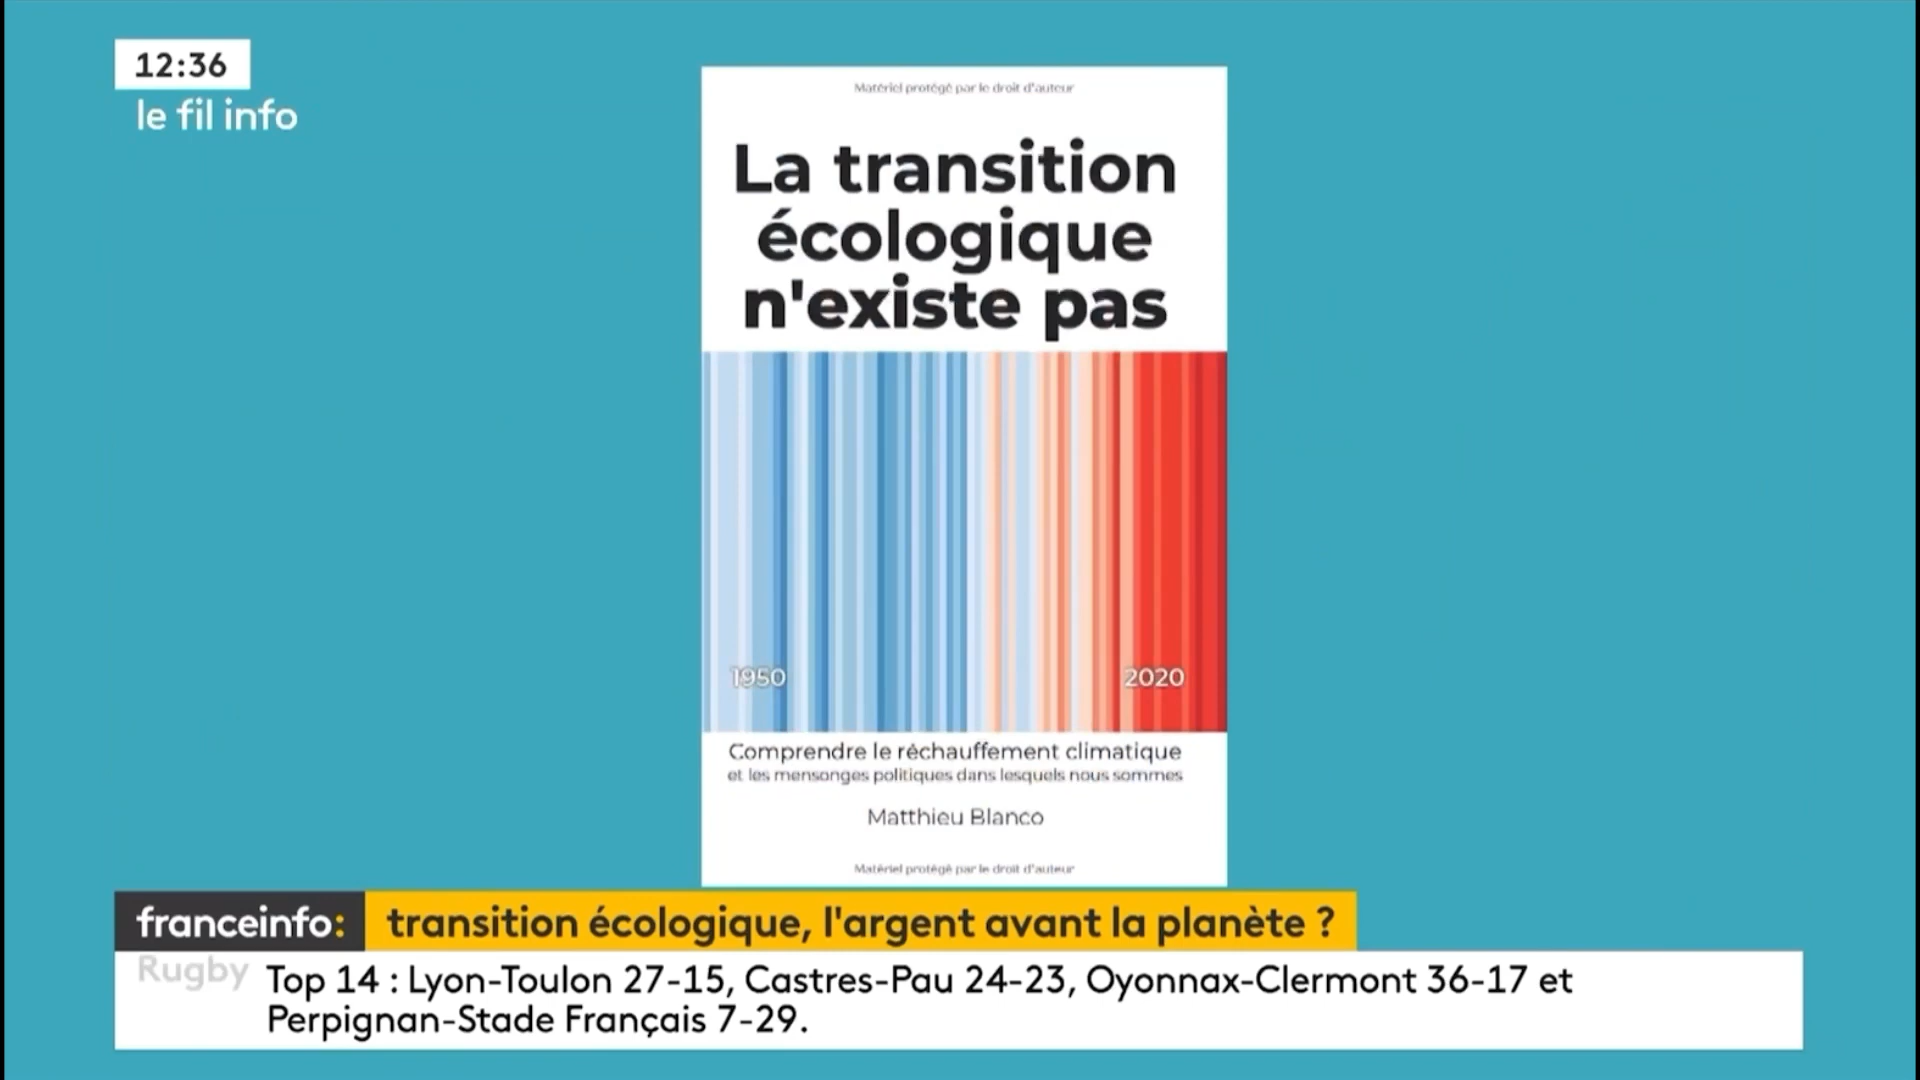 12:36
le fil info
Matériel protégé par le droit d'auteur
La transition
écologique
n'existe pas
1950
2020
Comprendre le réchauffement climatique
et les mensonges politiques dans lesquels nous sommes
Matthieu Blanco
Matériel protégé par le droit d'auteur
franceinfo: transition écologique, l'argent avant la planète ?
Rugby Top 14 : Lyon-Toulon 27-15, Castres-Pau 24-23, Oyonnax-Clermont 36-17 et
Perpignan-Stade Français 7-29.